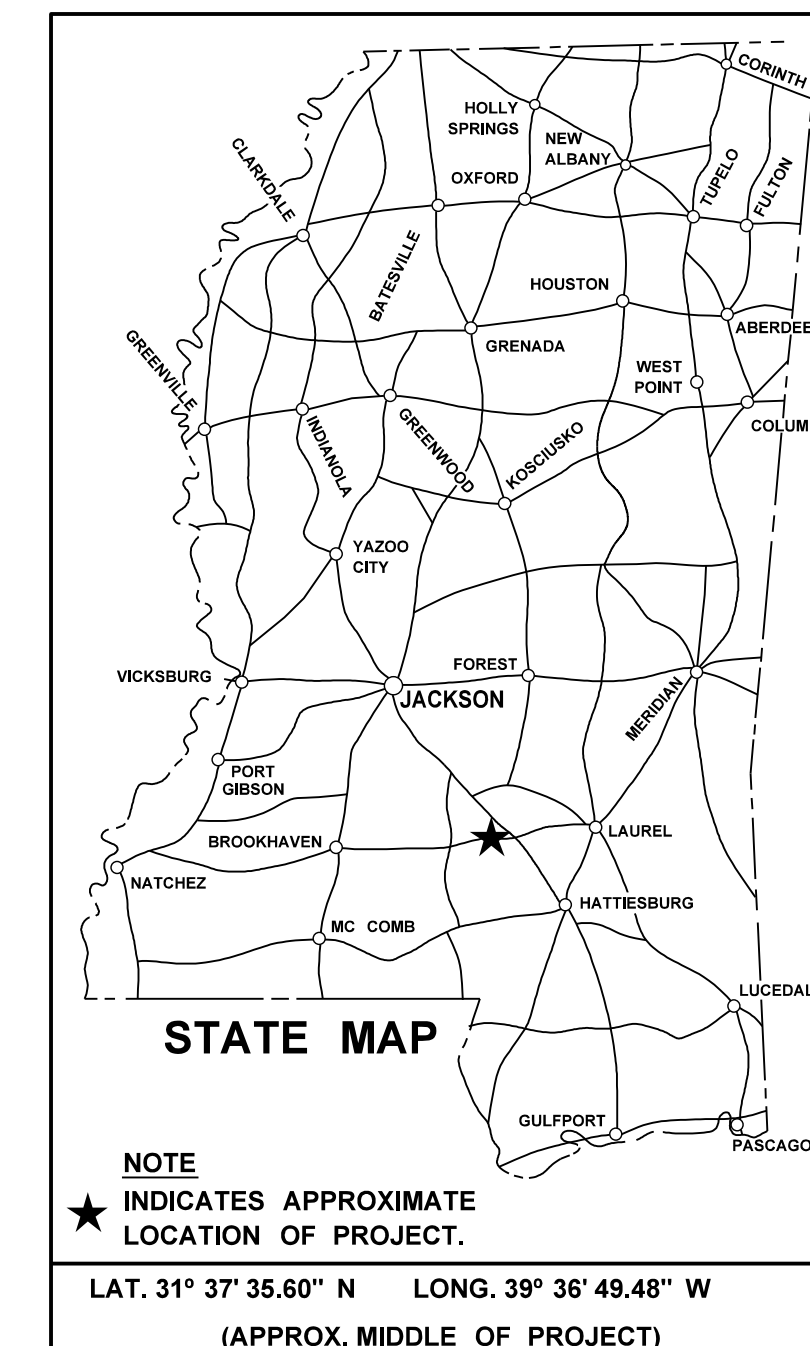 CORINTH
HOLLY
SPRINGS
NEW
ALBANY
CLARKDALE
OXFORD
TUPELO
FULTON
BATESVILLE
HOUSTON
ABERDEE
GREENVILLE
GRENADA
WEST
POINT
COLUM
INDIANOLA
GREENWOOD
KOSCIUSKO
YAZOO
CITY
VICKSBURG
FOREST
JACKSON
MERIDIAN
PORT
GIBSON
BROOKHAVEN
LAUREL
NATCHEZ
HATTIESBURG
MC COMB
LUCEDAL
STATE MAP
GULFPORT
PASCAGO
NOTE
INDICATES APPROXIMATE
LOCATION OF PROJECT.
LAT. 31º 37' 35.60" N LONG. 39º 36' 49.48" W
(APPROX. MIDDLE OF PROJECT)